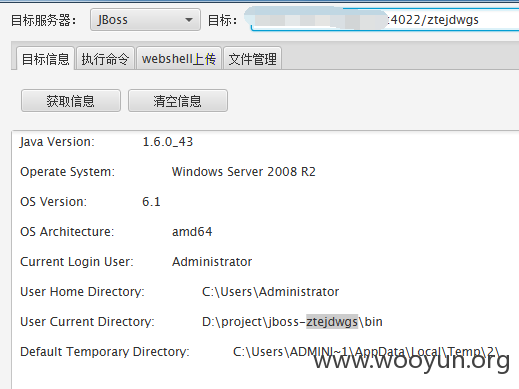 目标服务器: JBoss 目标: :4022/ztejdwgs
目标信息 执行命令 webshell上传 文件管理
获取信息 清空信息
Java Version: 1.6.0_43
Operate System: Windows Server 2008 R2
OS Version: 6.1
OS Architecture: amd64
Current Login User: Administrator
User Home Directory: C:\Users\Administrator
User Current Directory: D:\project\jboss-ztejdwgs\bin
Default Temporary Directory: C:\Users\ADMINI~1\AppData\Local\Temp\2\
www.wooyun.org